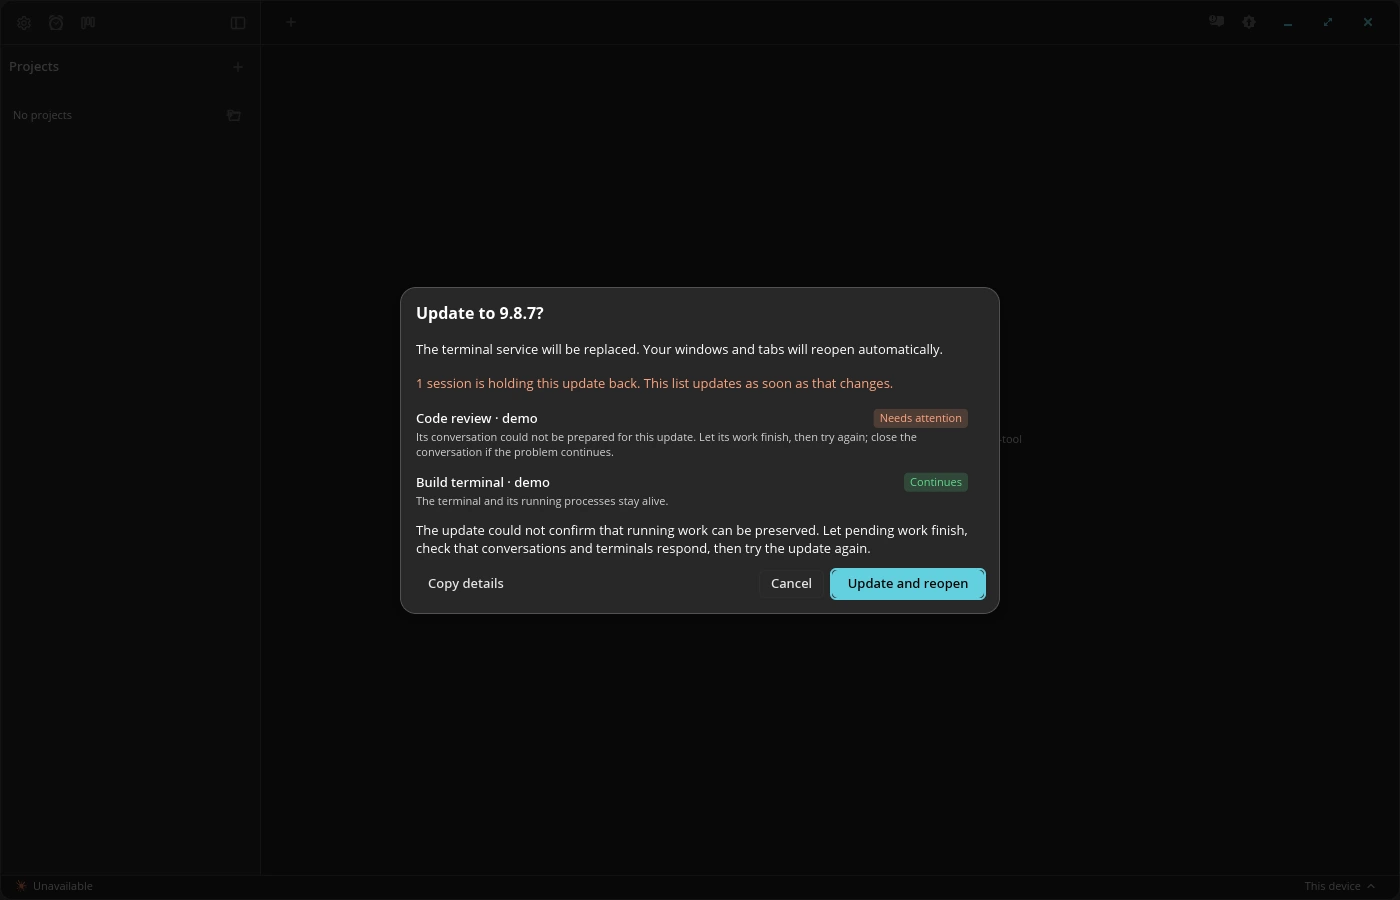 Projects
No projects
Update to 9.8.7?
The terminal service will be replaced. Your windows and tabs will reopen automatically.
1 session is holding this update back. This list updates as soon as that changes.
Code review · demo
Needs attention
Its conversation could not be prepared for this update. Let its work finish, then try again; close the
conversation if the problem continues.
-tool
Build terminal · demo
Continues
The terminal and its running processes stay alive.
The update could not confirm that running work can be preserved. Let pending work finish,
check that conversations and terminals respond, then try the update again.
Copy details
Cancel
Update and reopen
Unavailable
This device